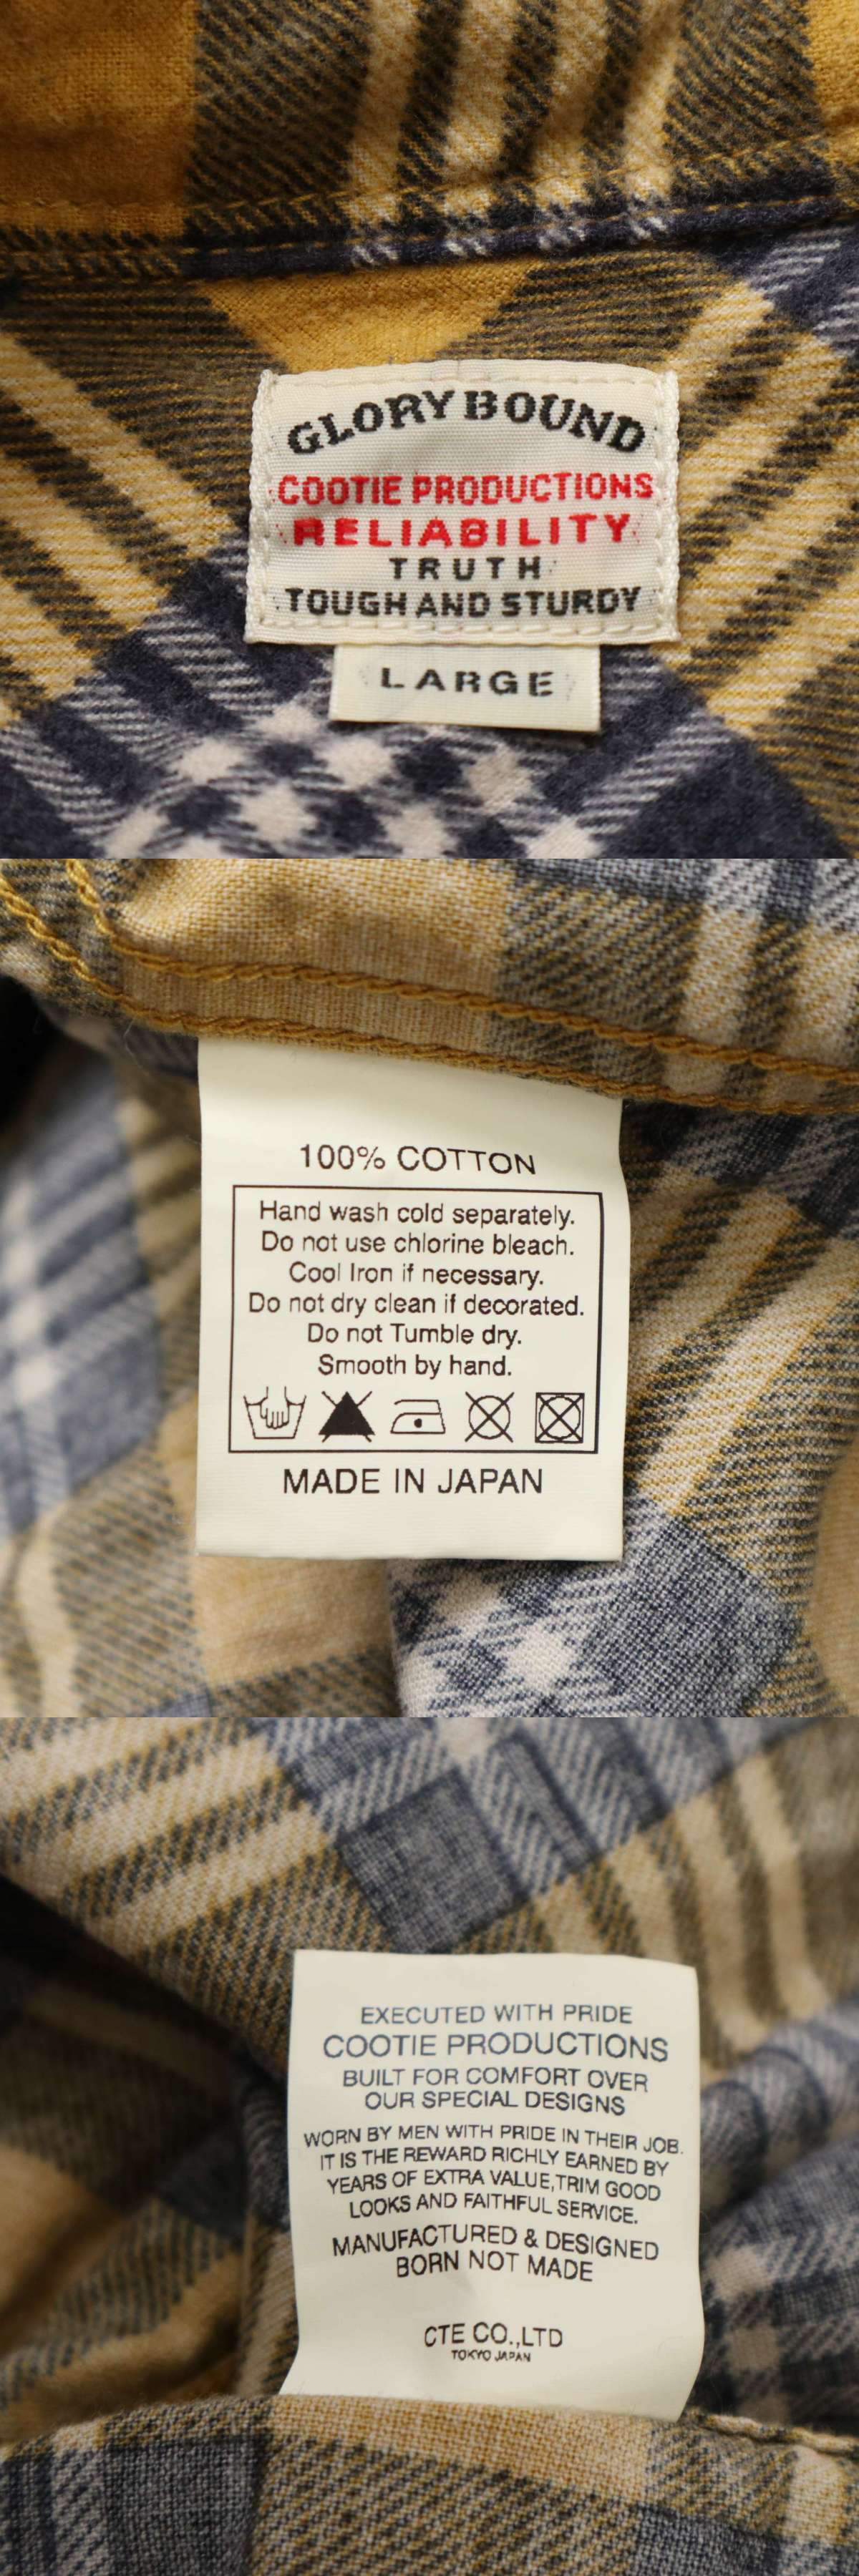 GLORY BOUND
COOTIE PRODUCTIONS
RELIABILITY
TRUTH
TOUGH AND STURDY
LARGE
100% COTTON
Hand wash cold separately.
Do not use chlorine bleach.
Cool Iron if necessary.
Do not dry clean if decorated.
Do not Tumble dry.
Smooth by hand.
MADE IN JAPAN
EXECUTED WITH PRIDE
COOTIE PRODUCTIONS
BUILT FOR COMFORT OVER
OUR SPECIAL DESIGNS
WORN BY MEN WITH PRIDE IN THEIR JOB.
IT IS THE REWARD RICHLY EARNED BY
YEARS OF EXTRA VALUE,TRIM GOOD
LOOKS AND FAITHFUL SERVICE.
MANUFACTURED & DESIGNED
BORN NOT MADE
CTE CO.,LTD
TOKYO JAPAN